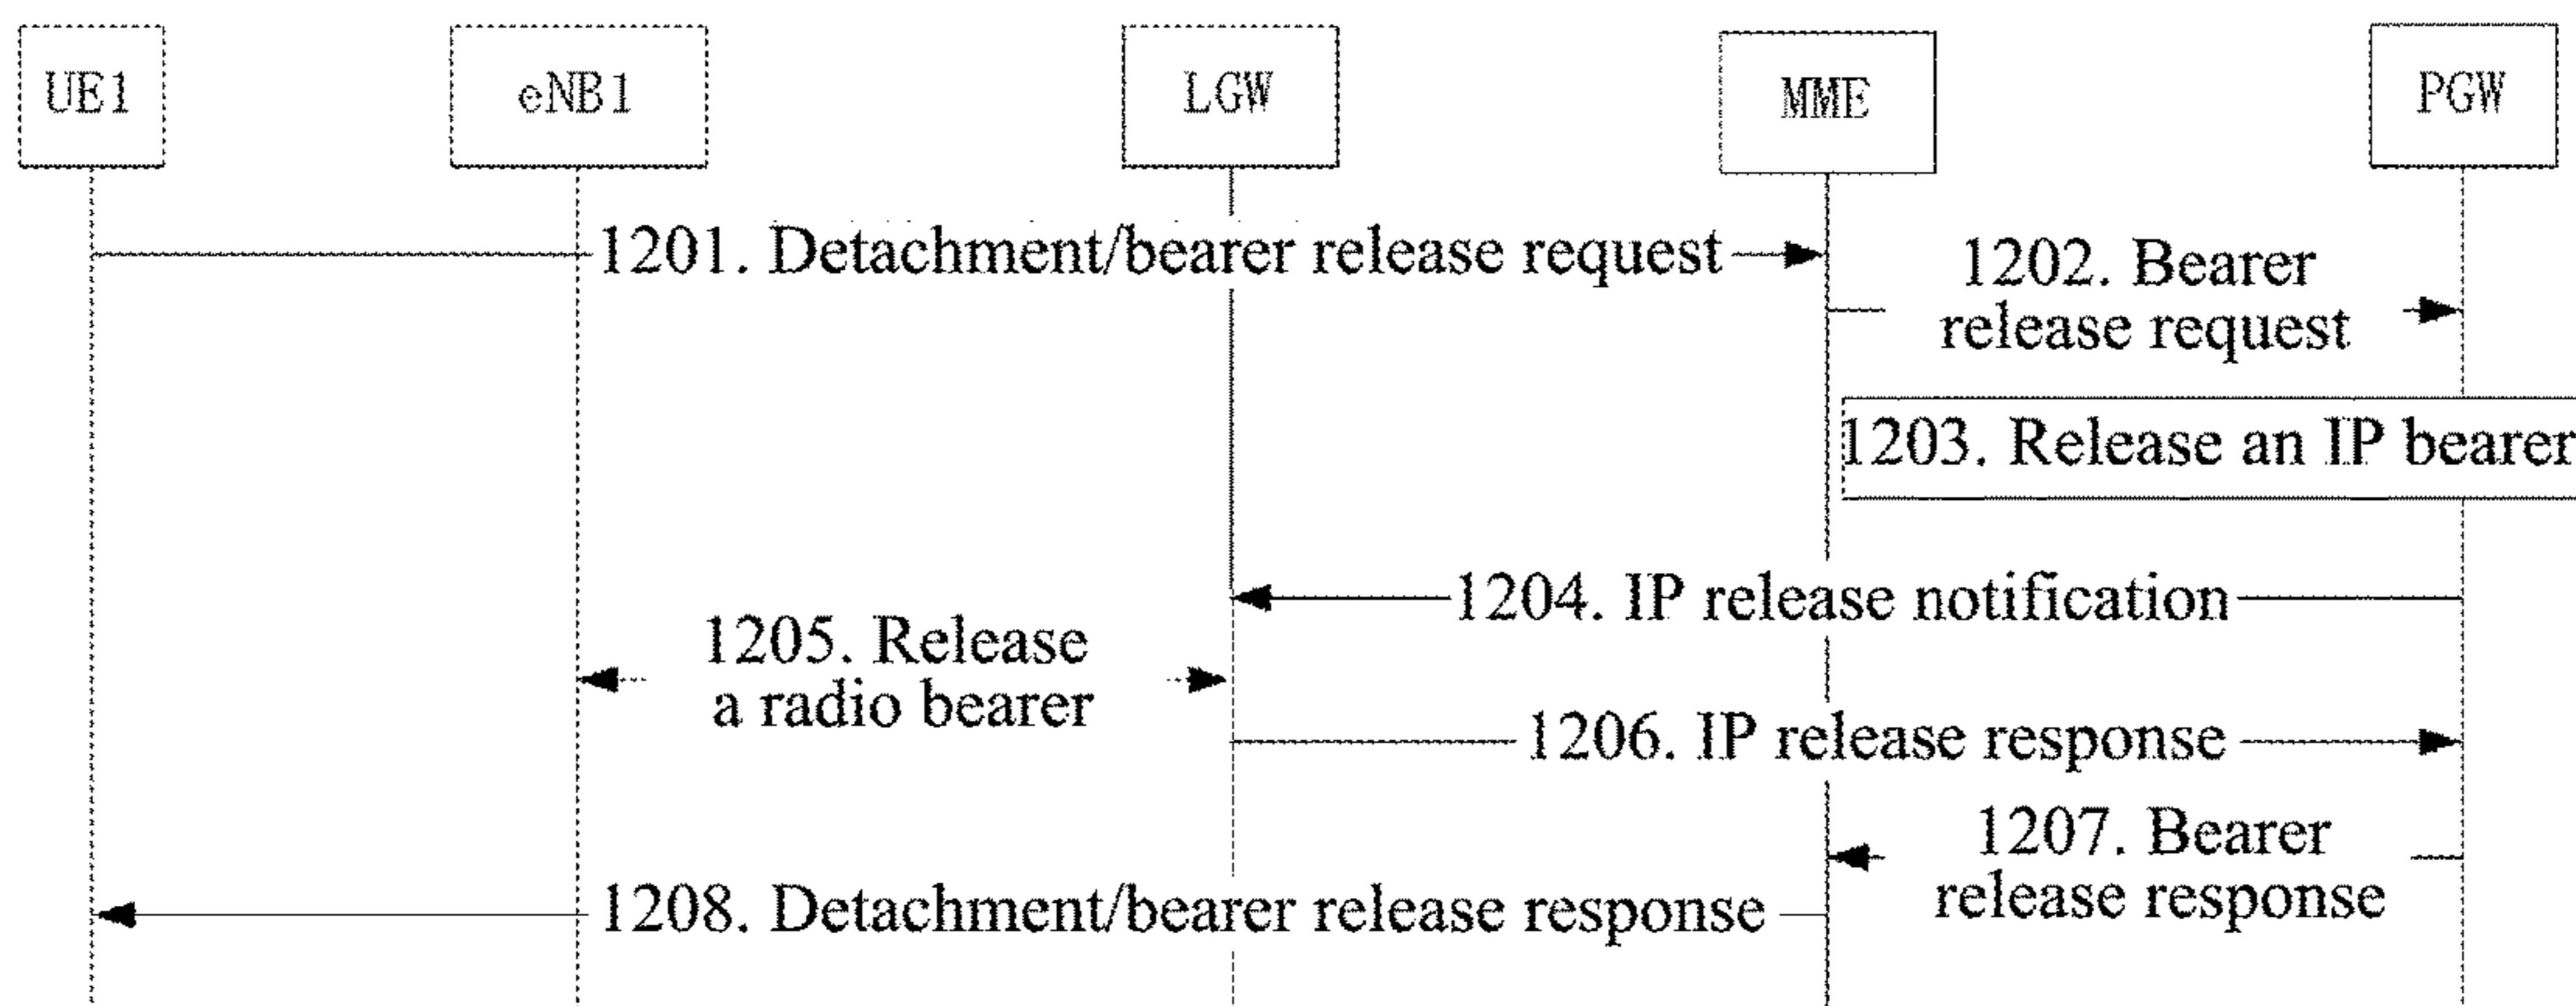 UE1
eNB1
LGW
MME
PGW
1201. Detachment/bearer release request
1202. Bearer
release request
1203. Release an IP bearer
1204. IP release notification
1205. Release
a radio bearer
1206. IP release response
1207. Bearer
release response
1208. Detachment/bearer release response